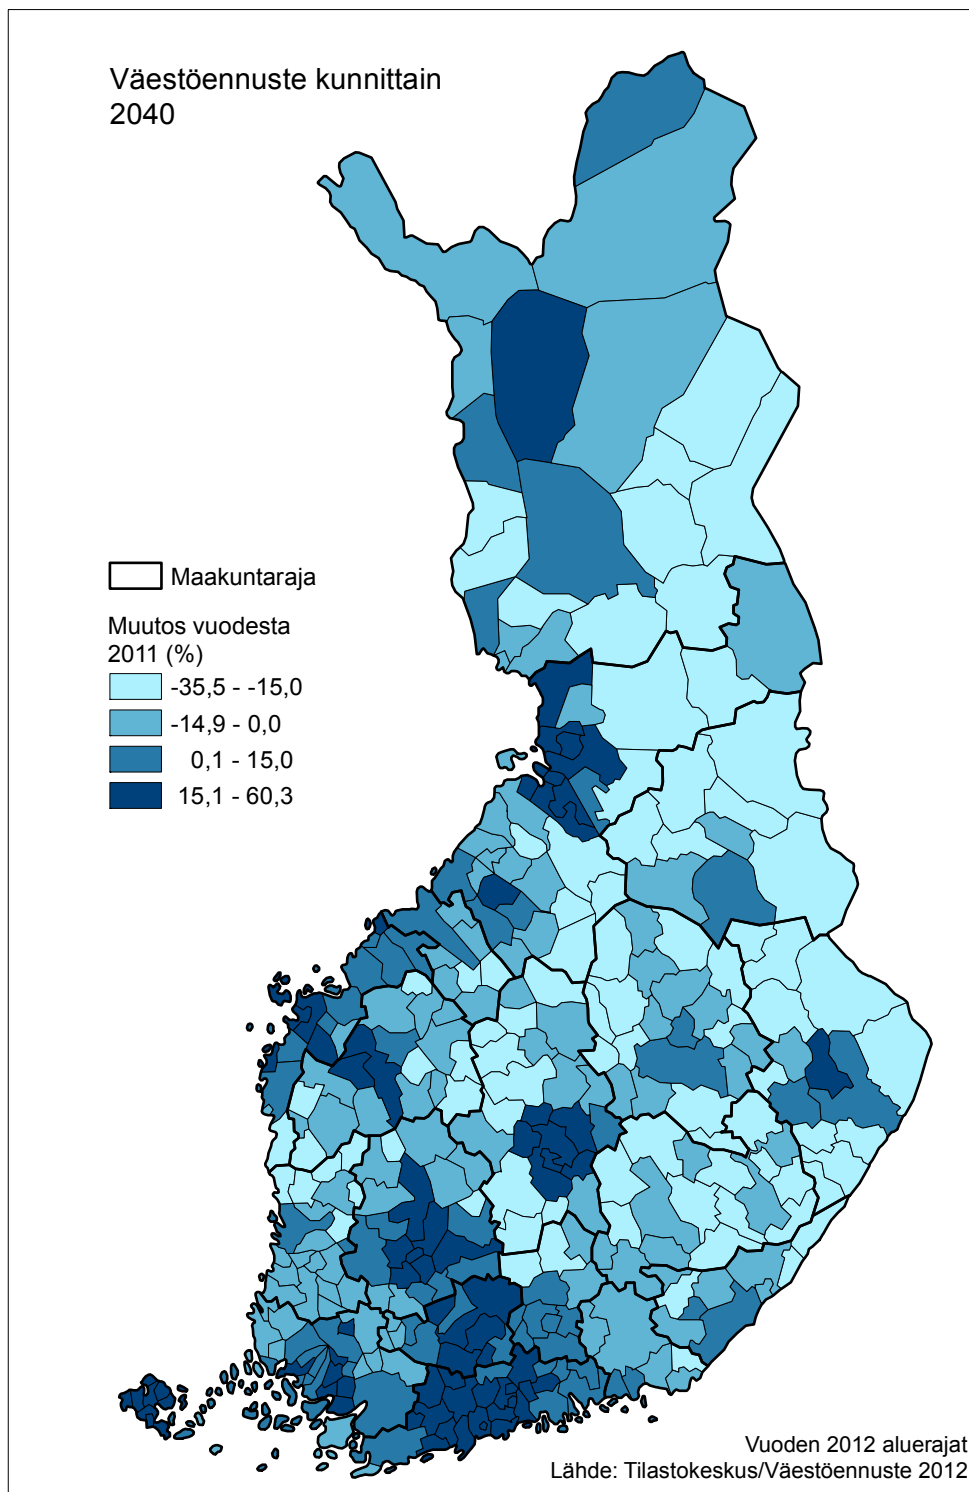 Väestöennuste kunnittain
2040
Maakuntaraja
Muutos vuodesta
2011 (%)
-35,5 - -15,0
-14,9 - 0,0
0,1 - 15,0
15,1 - 60,3
Vuoden 2012 aluerajat
Lähde: Tilastokeskus/Väestöennuste 2012